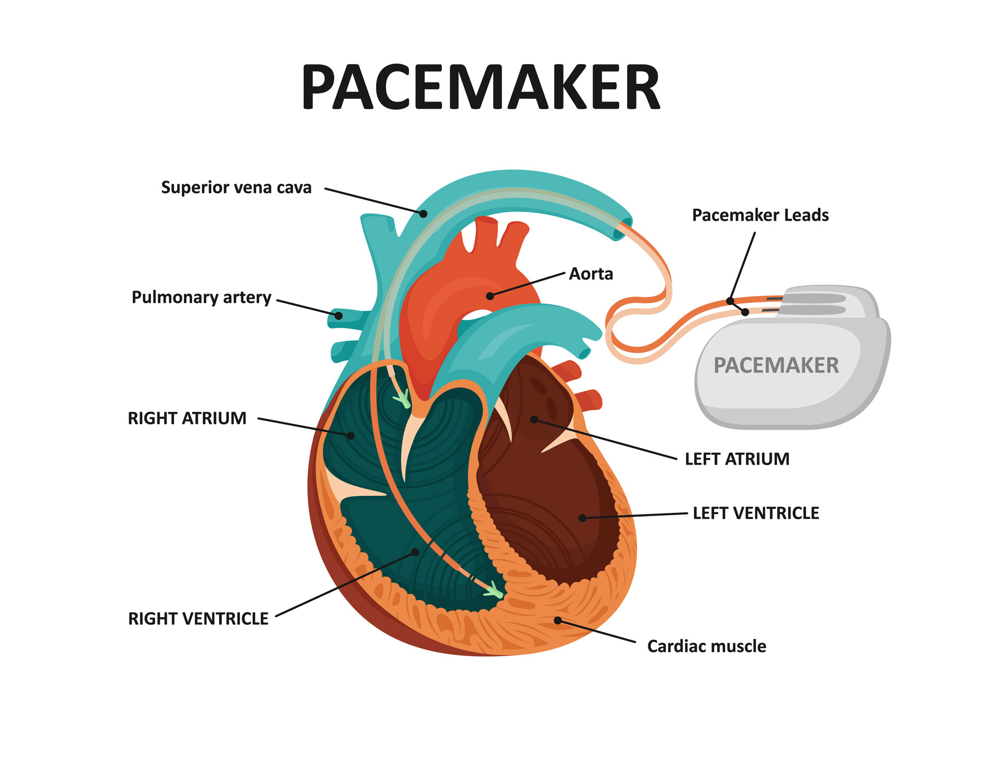 PACEMAKER
Superior vena cava
Pacemaker Leads
Aorta
Pulmonary artery
PACEMAKER
RIGHT ATRIUM
LEFT ATRIUM
LEFT VENTRICLE
RIGHT VENTRICLE
Cardiac muscle